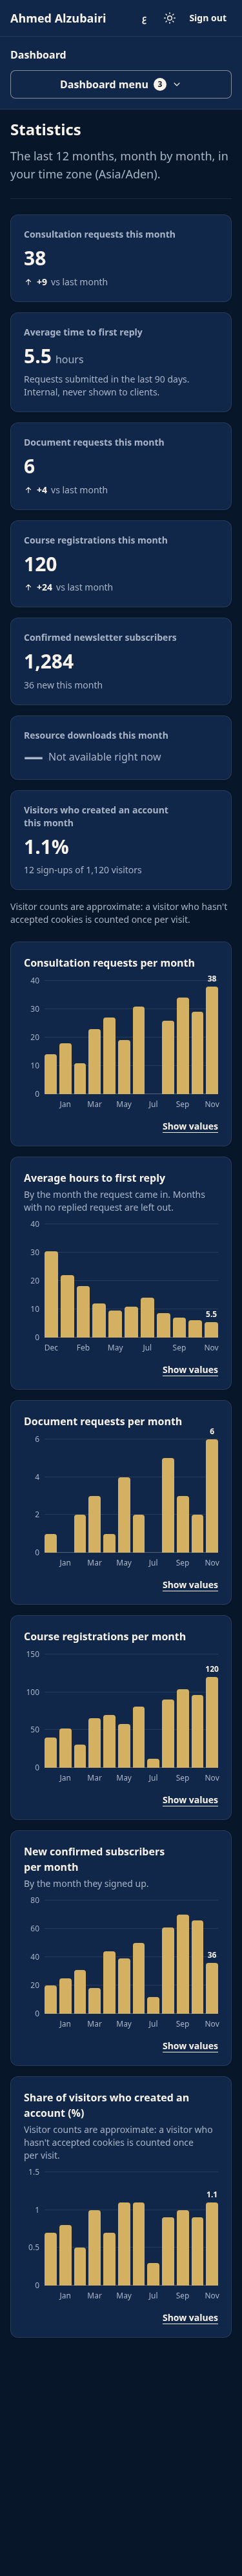 Ahmed Alzubairi
ع
Sign out
Dashboard
Dashboard menu 3
Statistics
The last 12 months, month by month, in
your time zone (Asia/Aden).
Consultation requests this month
38
↑ +9 vs last month
Average time to first reply
5.5 hours
Requests submitted in the last 90 days.
Internal, never shown to clients.
Document requests this month
6
↑ +4 vs last month
Course registrations this month
120
↑ +24 vs last month
Confirmed newsletter subscribers
1,284
36 new this month
Resource downloads this month
— Not available right now
Visitors who created an account
this month
1.1%
12 sign-ups of 1,120 visitors
Visitor counts are approximate: a visitor who hasn't
accepted cookies is counted once per visit.
Consultation requests per month
38
40
30
20
10
0
Jan Mar May Jul Sep Nov
Show values
Average hours to first reply
By the month the request came in. Months
with no replied request are left out.
40
30
20
10
5.5
0
Dec Feb May Jul Sep Nov
Show values
Document requests per month
6
6
4
2
0
Jan Mar May Jul Sep Nov
Show values
Course registrations per month
150
120
100
50
0
Jan Mar May Jul Sep Nov
Show values
New confirmed subscribers
per month
By the month they signed up.
80
60
40
36
20
0
Jan Mar May Jul Sep Nov
Show values
Share of visitors who created an
account (%)
Visitor counts are approximate: a visitor who
hasn't accepted cookies is counted once
per visit.
1.5
1.1
1
0.5
0
Jan Mar May Jul Sep Nov
Show values